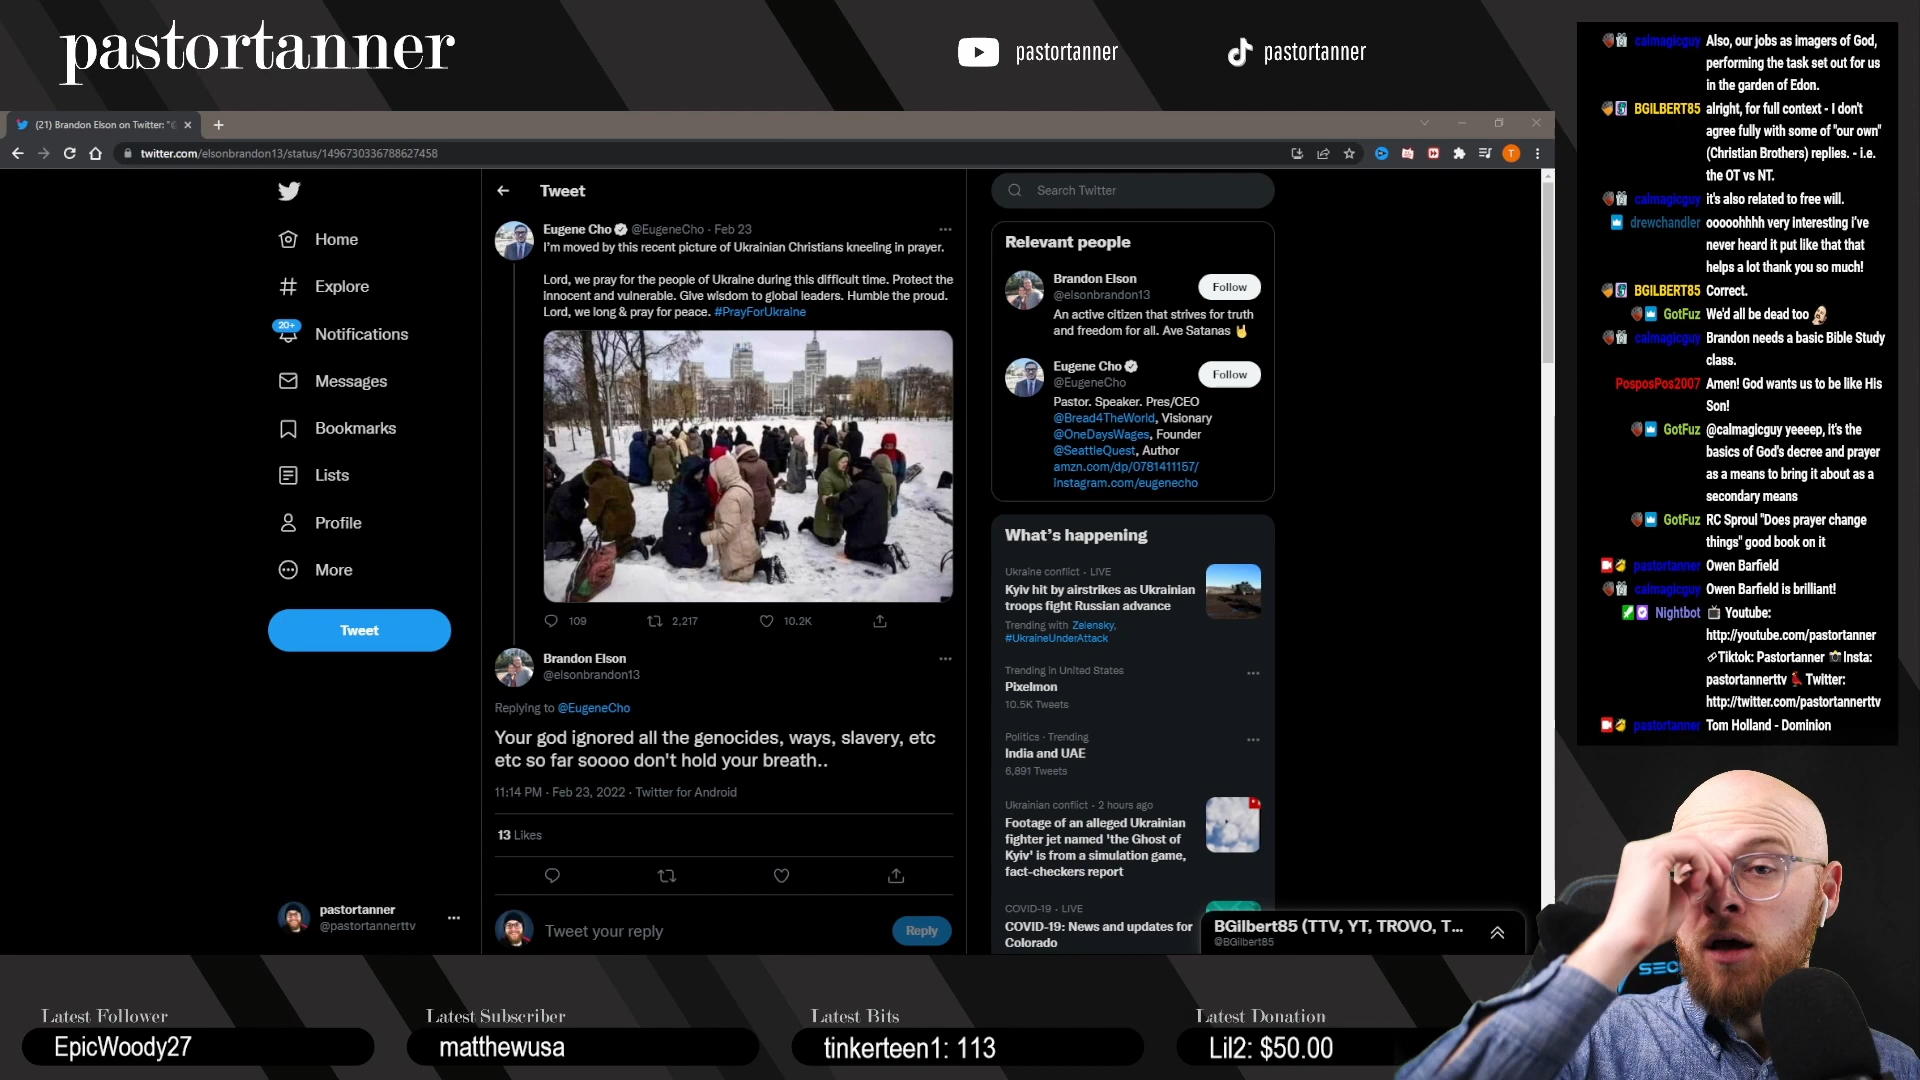 pastortanner
pastortanner
pastortanner
(21) Brandon Elson on Twitter: "
twitter.com/elsonbrandon13/status/1496730336788627458
Home
Explore
20+
Notifications
Messages
Bookmarks
Lists
Profile
More
Tweet
pastortanner
@pastortannerttv
Tweet
Eugene Cho @EugeneCho · Feb 23
I'm moved by this recent picture of Ukrainian Christians kneeling in prayer.
Lord, we pray for the people of Ukraine during this difficult time. Protect the
innocent and vulnerable. Give wisdom to global leaders. Humble the proud.
Lord, we long & pray for peace. #PrayForUkraine
109 2,217 10.2K
Brandon Elson
@elsonbrandon13
Replying to @EugeneCho
Your god ignored all the genocides, ways, slavery, etc
etc so far soooo don't hold your breath..
11:14 PM · Feb 23, 2022 · Twitter for Android
13 Likes
Tweet your reply
Reply
Search Twitter
Relevant people
Brandon Elson
@elsonbrandon13
Follow
An active citizen that strives for truth
and freedom for all. Ave Satanas 🤘
Eugene Cho
@EugeneCho
Follow
Pastor. Speaker. Pres/CEO
@Bread4TheWorld, Visionary
@OneDaysWages, Founder
@SeattleQuest, Author
amzn.com/dp/0781411157/
instagram.com/eugenecho
What's happening
Ukraine conflict · LIVE
Kyiv hit by airstrikes as Ukrainian
troops fight Russian advance
Trending with Zelensky,
#UkraineUnderAttack
Trending in United States
Pixelmon
10.5K Tweets
Politics · Trending
India and UAE
6,891 Tweets
Ukrainian conflict · 2 hours ago
Footage of an alleged Ukrainian
fighter jet named 'the Ghost of
Kyiv' is from a simulation game,
fact-checkers report
COVID-19 · LIVE
COVID-19: News and updates for
Colorado
BGilbert85 (TTV, YT, TROVO, T...
@BGilbert85
calmagicguy Also, our jobs as imagers of God,
performing the task set out for us
in the garden of Edon.
BGILBERT85 alright, for full context - I don't
agree fully with some of "our own"
(Christian Brothers) replies. - i.e.
the OT vs NT.
calmagicguy it's also related to free will.
drewchandler ooooohhhh very interesting i've
never heard it put like that that
helps a lot thank you so much!
BGILBERT85 Correct.
GotFuz We'd all be dead too
calmagicguy Brandon needs a basic Bible Study
class.
PosposPos2007 Amen! God wants us to be like His
Son!
GotFuz @calmagicguy yeeeep, it's the
basics of God's decree and prayer
as a means to bring it about as a
secondary means
GotFuz RC Sproul "Does prayer change
things" good book on it
pastortanner Owen Barfield
calmagicguy Owen Barfield is brilliant!
Nightbot Youtube:
http://youtube.com/pastortanner
Tiktok: Pastortanner Insta:
pastortannerttv Twitter:
http://twitter.com/pastortannerttv
pastortanner Tom Holland - Dominion
Latest Follower
EpicWoody27
Latest Subscriber
matthewusa
Latest Bits
tinkerteen1: 113
Latest Donation
Lil2: $50.00